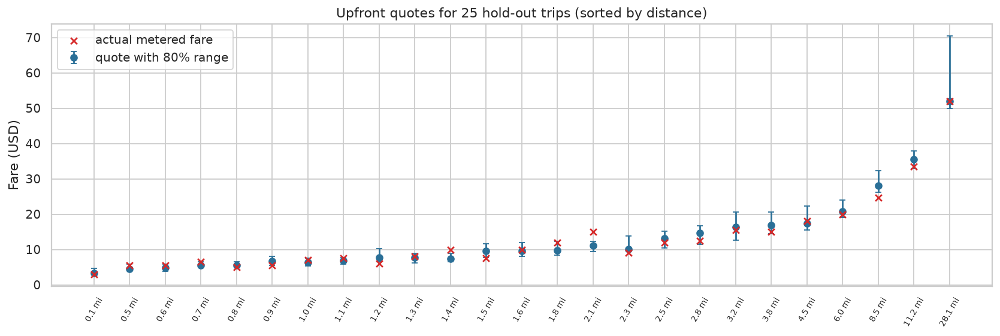 Upfront quotes for 25 hold-out trips (sorted by distance)
actual metered fare
quote with 80% range
Fare (USD)
70
60
50
40
30
20
10
0
0.1 mi
0.5 mi
0.6 mi
0.7 mi
0.8 mi
0.9 mi
1.0 mi
1.1 mi
1.2 mi
1.3 mi
1.4 mi
1.5 mi
1.6 mi
1.8 mi
2.1 mi
2.3 mi
2.5 mi
2.8 mi
3.2 mi
3.8 mi
4.5 mi
6.0 mi
8.5 mi
11.2 mi
28.1 mi